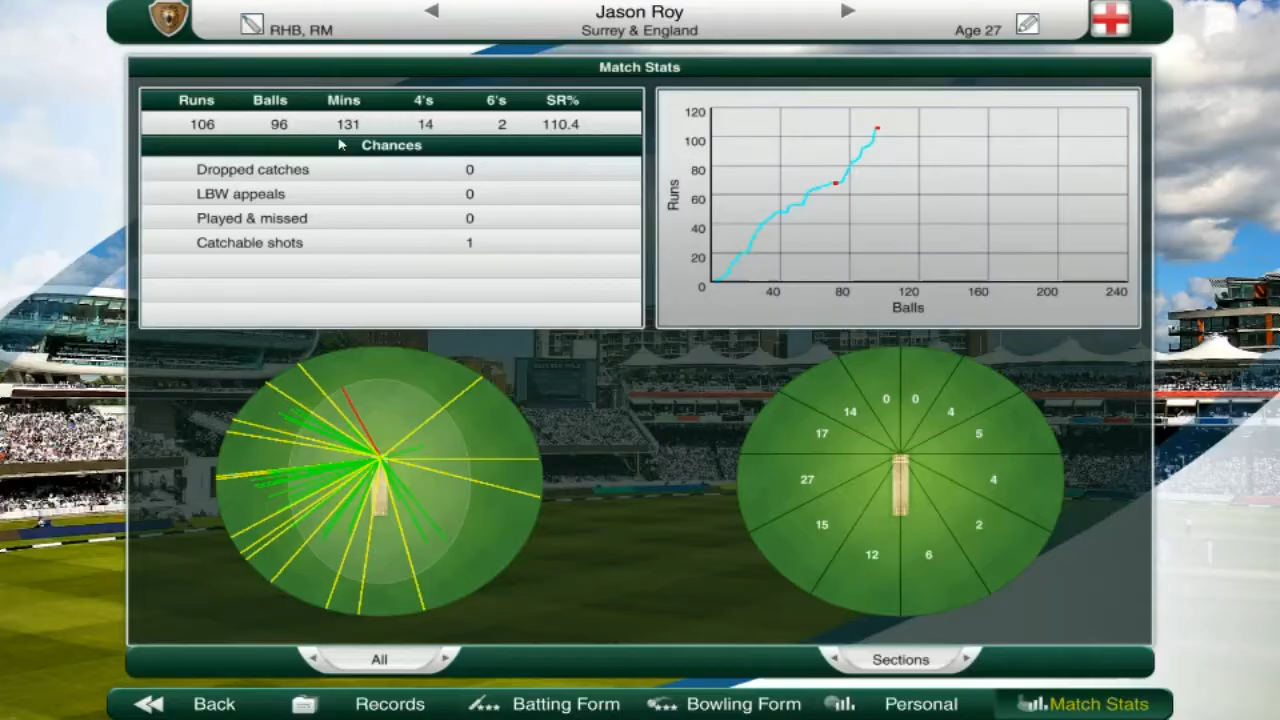 Jason Roy
RHB, RM
Surrey & England
Age 27
Match Stats
Runs Balls Mins 4's 6's SR%
106 96 131 14 2 110.4
Chances
Dropped catches 0
LBW appeals 0
Played & missed 0
Catchable shots 1
Runs
120
100
80
60
40
20
0
40 80 120 160 200 240
Balls
0 0
14 4
17 5
27 4
15 2
12 6
All
Sections
Back Records Batting Form Bowling Form Personal Match Stats